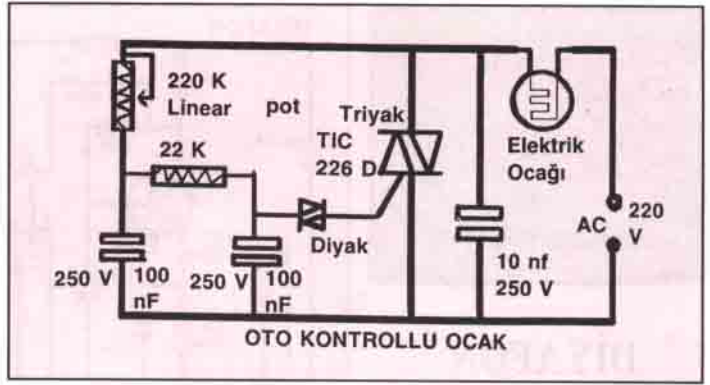 220 K
Linear pot
22 K
Diyak
250 V 100
nF
250 V 100
nF
Triyak
TIC
226 D
10 nf
250 V
Elektrik
Ocağı
AC 220
V
OTO KONTROLLU OCAK